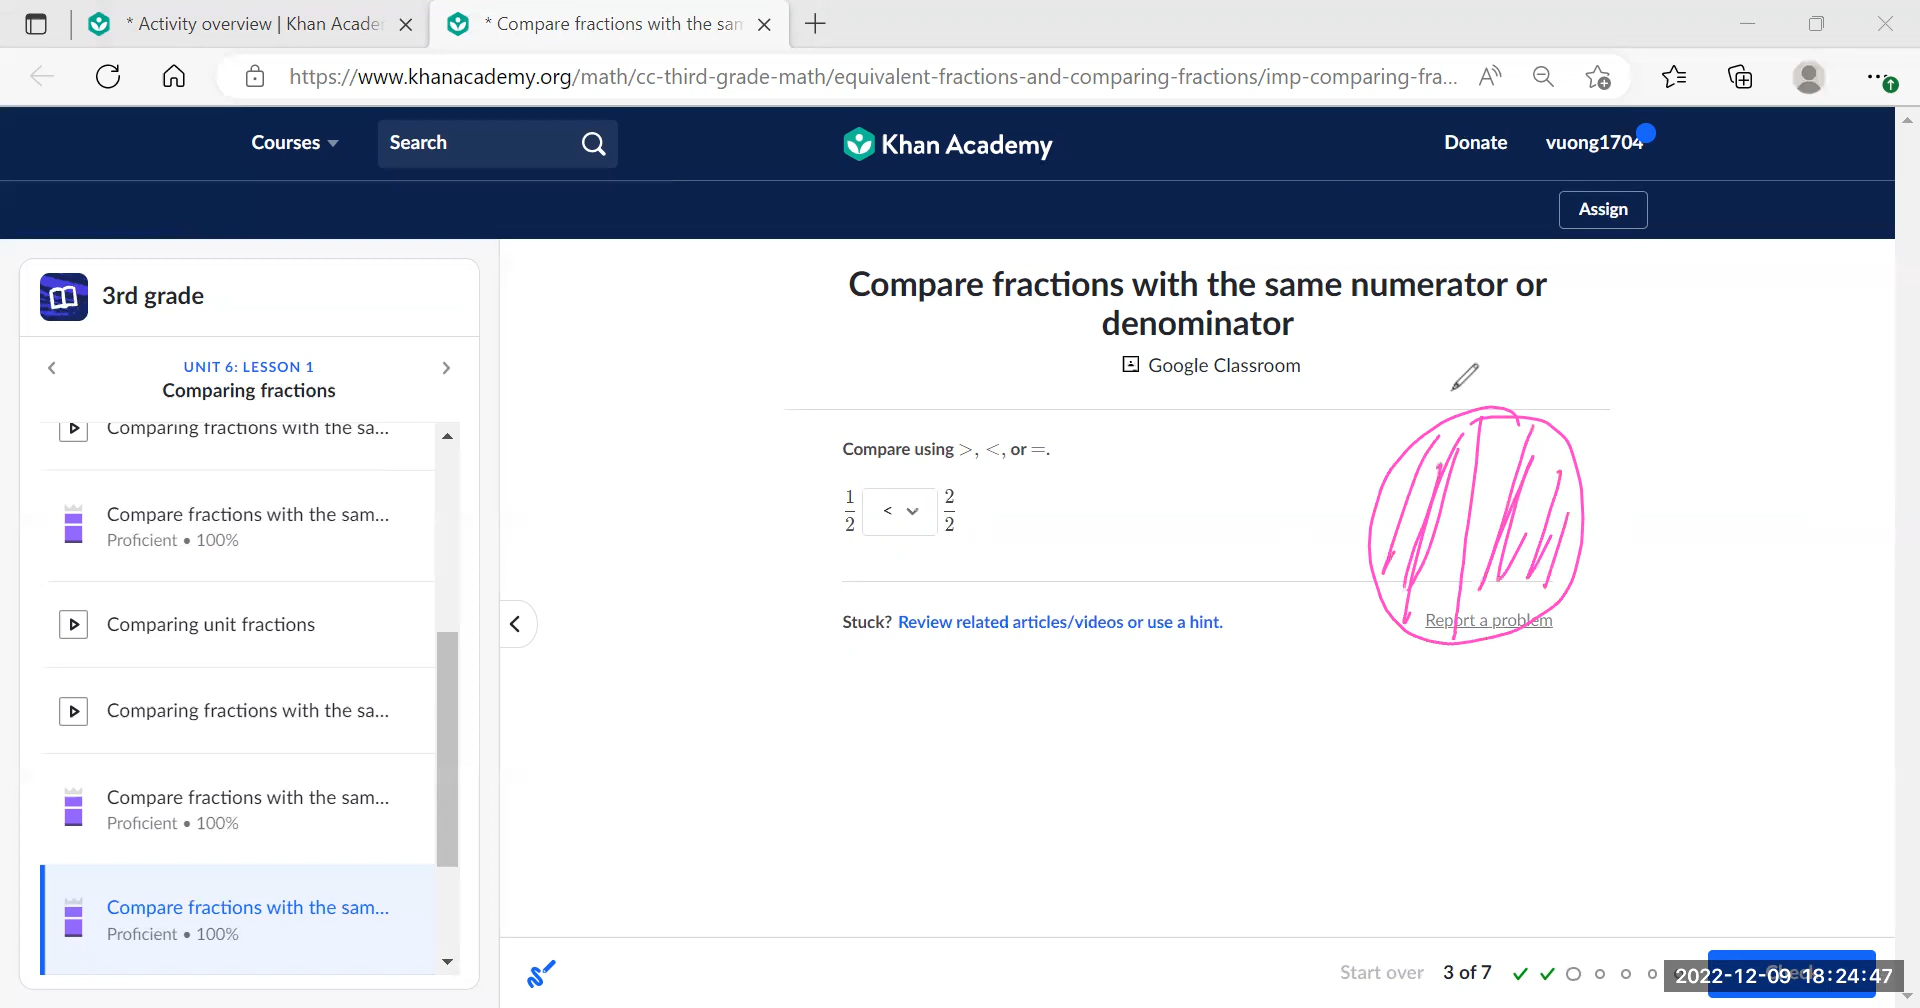 * Activity overview | Khan Acade
* Compare fractions with the san
https://www.khanacademy.org/math/cc-third-grade-math/equivalent-fractions-and-comparing-fractions/imp-comparing-fra...
Courses
Search
Khan Academy
Donate
vuong1704
Assign
3rd grade
UNIT 6: LESSON 1
Comparing fractions
Comparing fractions with the sa...
Compare fractions with the sam...
Proficient • 100%
Comparing unit fractions
Comparing fractions with the sa...
Compare fractions with the sam...
Proficient • 100%
Compare fractions with the sam...
Proficient • 100%
Compare fractions with the same numerator or
denominator
Google Classroom
Compare using >, <, or =.
1/2 < 2/2
Stuck? Review related articles/videos or use a hint.
Report a problem
Start over
3 of 7
2022-12-09 18:24:47